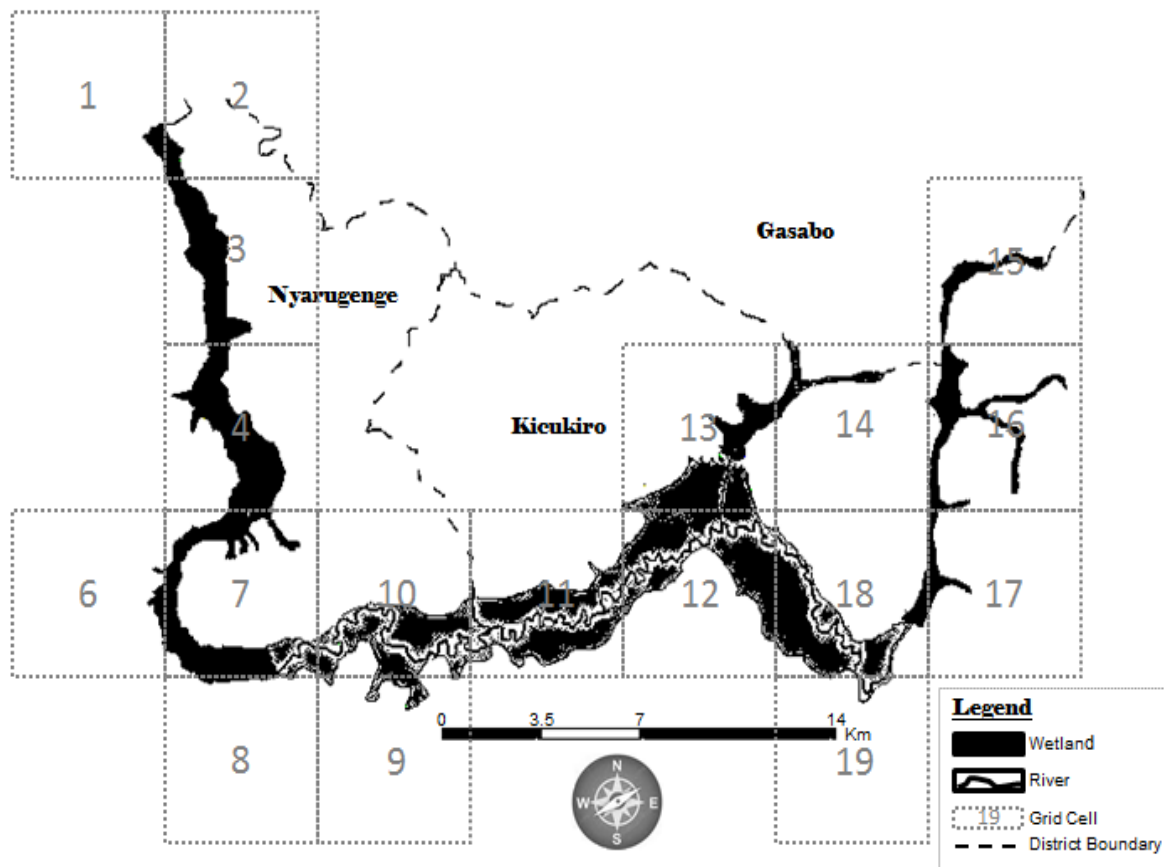 1
2
3
Gasabo
15
Nyarugenge
4
Kicukiro
13
14
16
6
7
10
11
12
18
17
8
9
19
0
3.5
7
14
Km
N
W
E
S
Legend
Wetland
River
19 Grid Cell
District Boundary